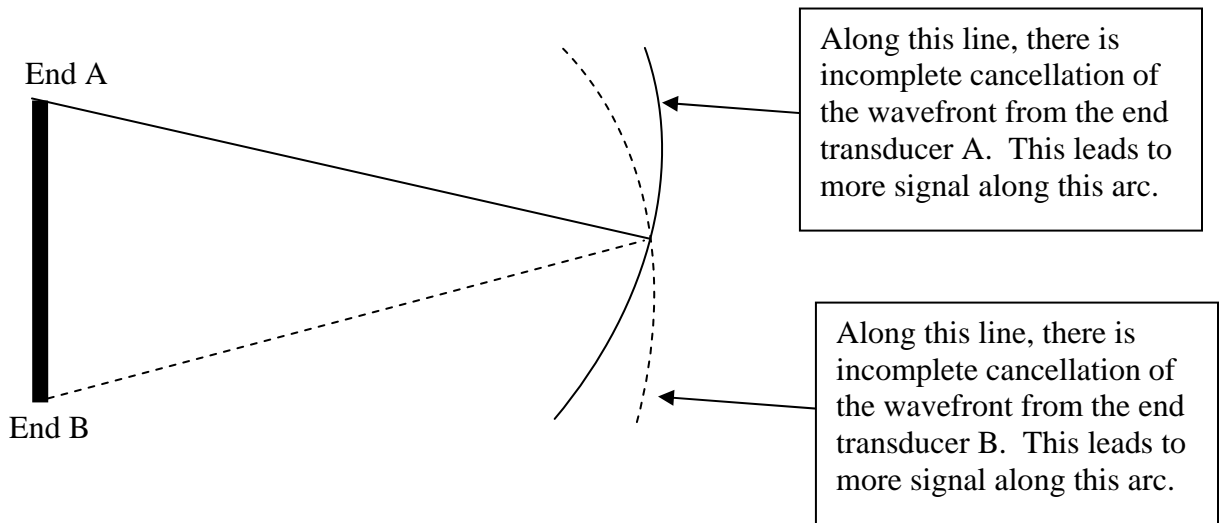 End A
Along this line, there is
incomplete cancellation of
the wavefront from the end
transducer A.  This leads to
more signal along this arc.
Along this line, there is
incomplete cancellation of
the wavefront from the end
transducer B.  This leads to
more signal along this arc.
End B